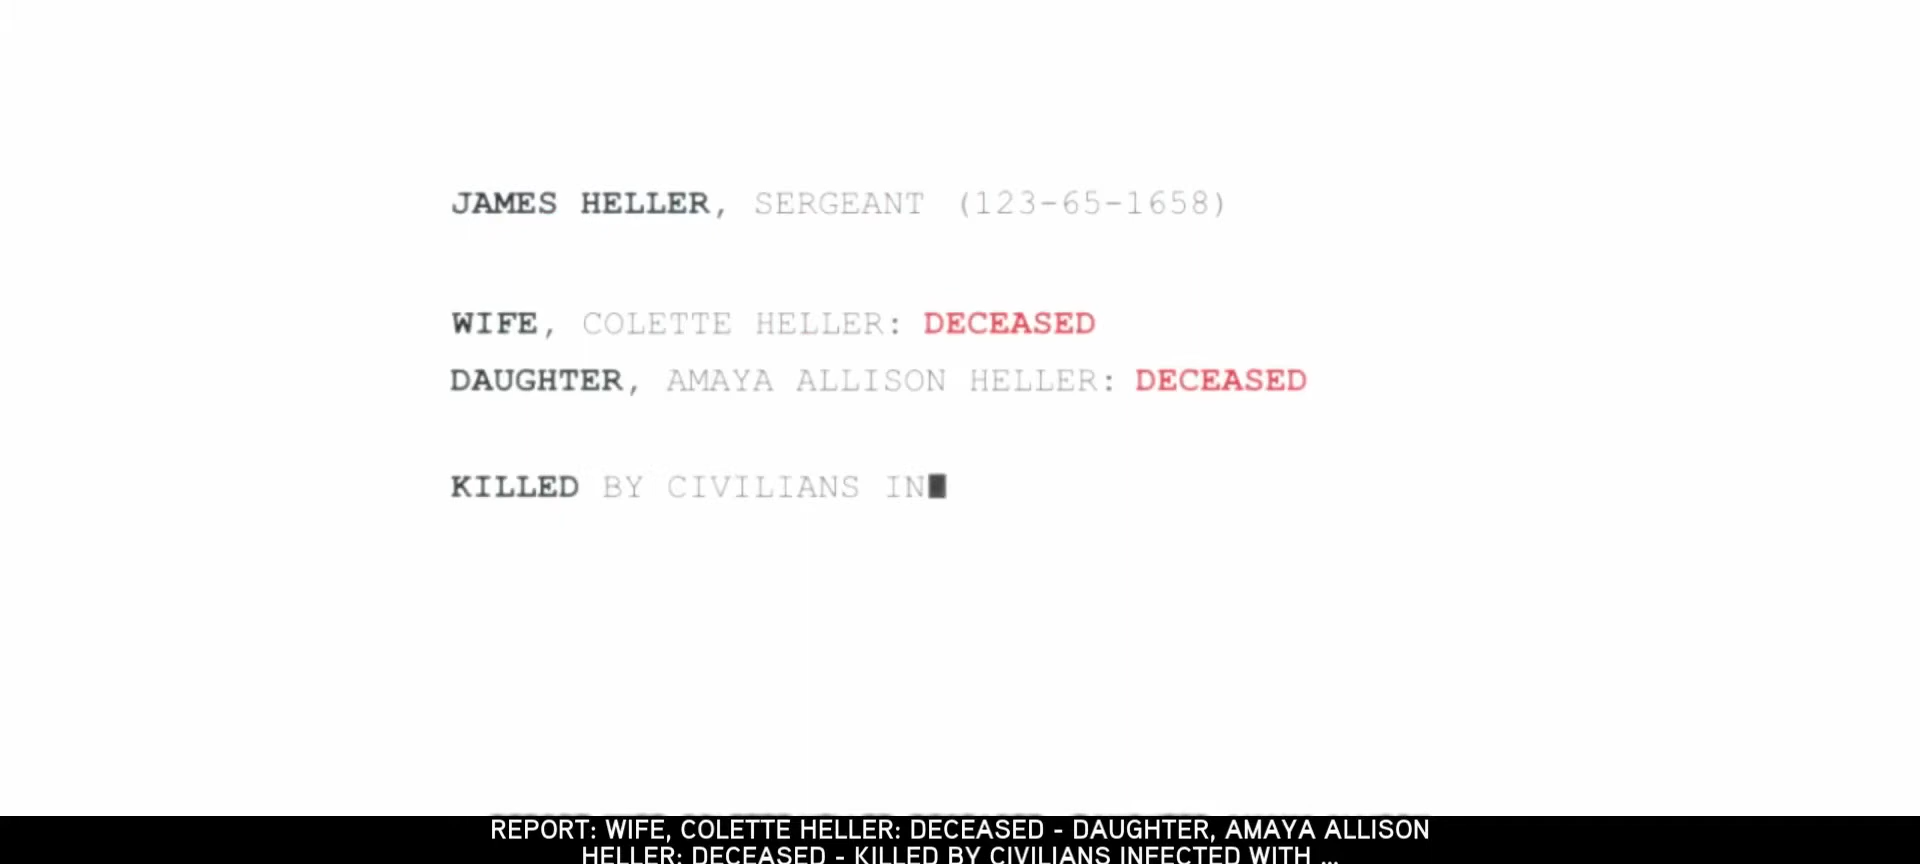 JAMES HELLER, SERGEANT (123-65-1658)
WIFE, COLETTE HELLER: DECEASED
DAUGHTER, AMAYA ALLISON HELLER: DECEASED
KILLED BY CIVILIANS IN
REPORT: WIFE, COLETTE HELLER: DECEASED - DAUGHTER, AMAYA ALLISON
HELLER: DECEASED - KILLED BY CIVILIANS INFECTED WITH ...